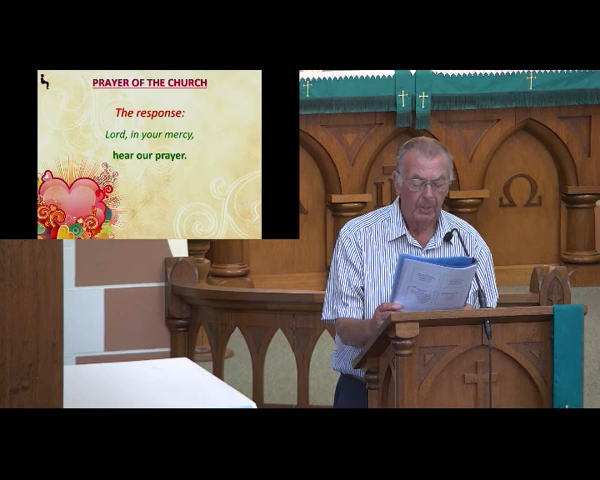 PRAYER OF THE CHURCH
The response:
Lord, in your mercy,
hear our prayer.
Ω